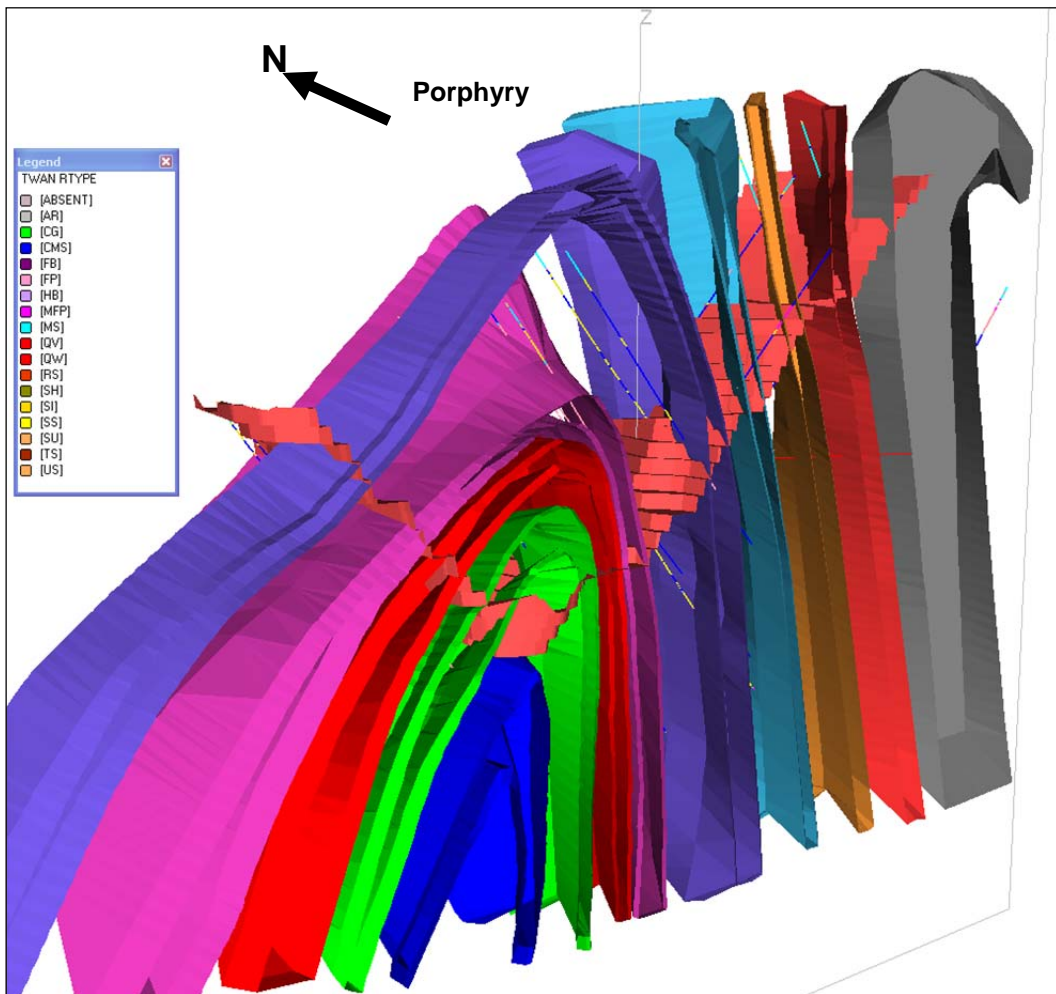 Z
N
Porphyry
Legend
TWAN RTYPE
[ABSENT]
[AR]
[CG]
[CMS]
[FB]
[FP]
[HB]
[MFP]
[MS]
[QV]
[QW]
[RS]
[SH]
[SI]
[SS]
[SU]
[TS]
[US]